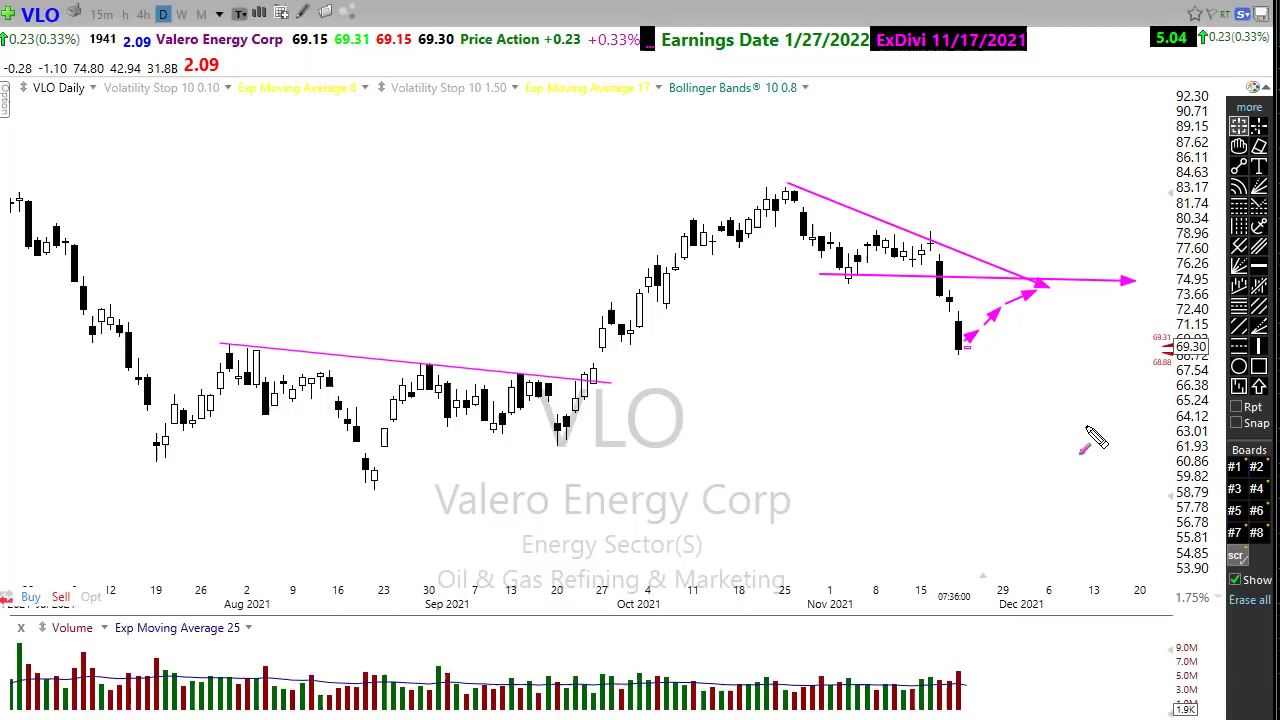 VLO 15m h 4h D W M T RT S
0.23(0.33%) 1941 2.09 Valero Energy Corp 69.15 69.31 69.15 69.30 Price Action +0.23 +0.33% ... Earnings Date 1/27/2022 ExDivi 11/17/2021 5.04 0.23(0.33%)
-0.28 -1.10 74.80 42.94 31.8B 2.09
Option
VLO Daily Volatility Stop 10 0.10 Exp Moving Average 8 Volatility Stop 10 1.50 Exp Moving Average 17 Bollinger Bands® 10 0.8
92.30
90.71
89.15
87.62
86.11
84.63
83.17
81.74
80.34
78.96
77.60
76.26
74.95
73.66
72.40
71.15
69.31
69.30
68.88
67.54
66.38
65.24
64.12
63.01
61.93
60.86
59.82
58.79
57.78
56.78
55.81
54.85
53.90
more
T
Rpt
Snap
Boards
#1 #2
#3 #4
#5 #6
#7 #8
scr
Show
Erase all
VLO
Valero Energy Corp
Energy Sector(S)
Oil & Gas Refining & Marketing
12 19 26 2 9 16 23 30 7 13 20 27 4 11 18 25 1 8 15 29 6 13 20
Aug 2021 Sep 2021 Oct 2021 Nov 2021 07:36:00 Dec 2021
Buy Sell Opt 1.75%
X Volume Exp Moving Average 25
9.0M
7.0M
5.0M
3.0M
1.9K